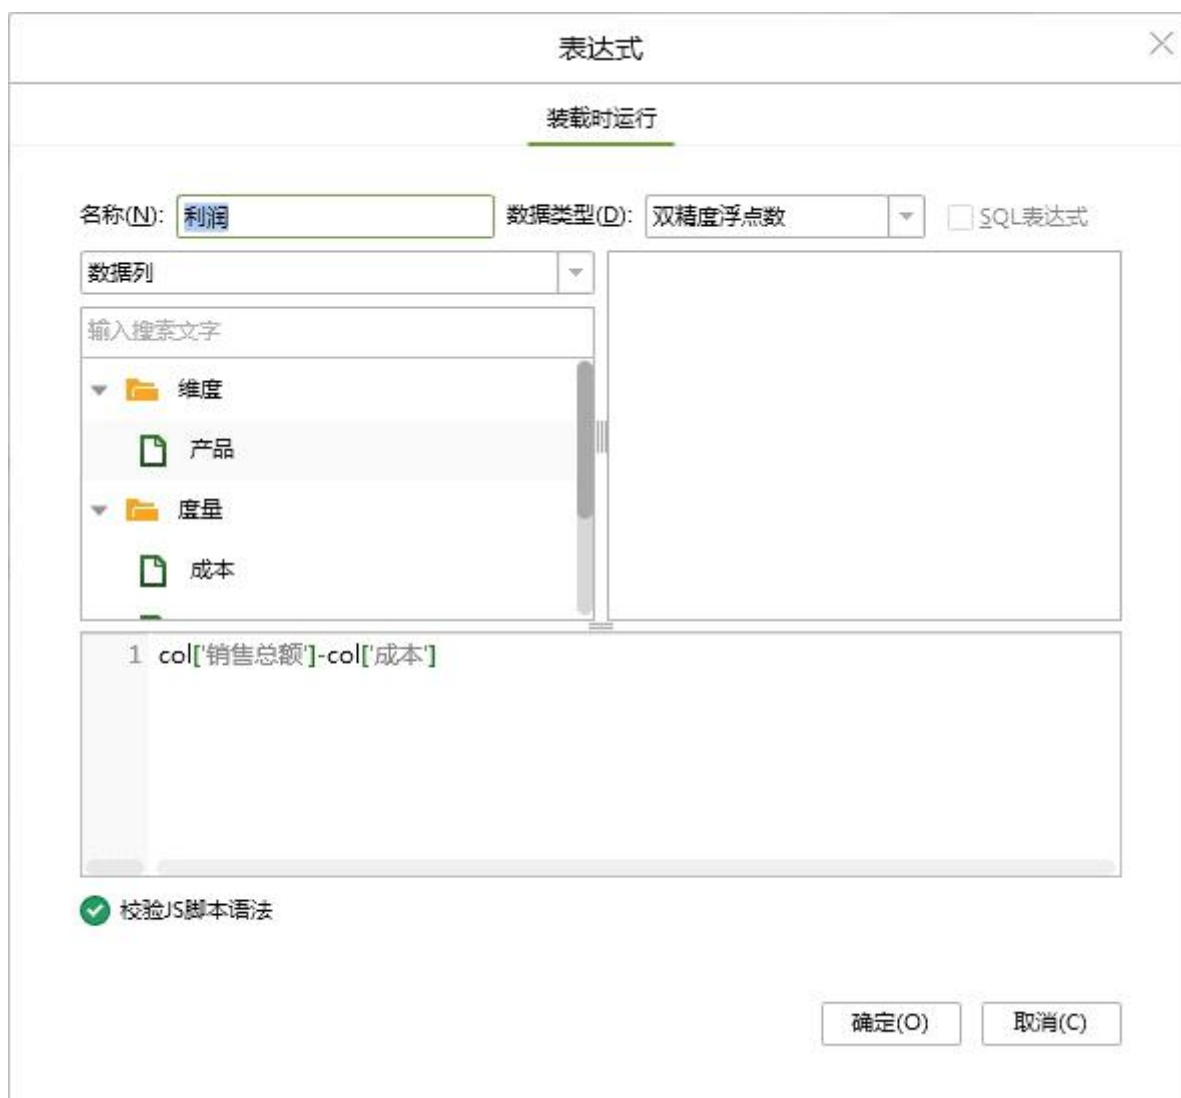 表达式
装载时运行
名称(N): 利润 数据类型(D): 双精度浮点数 SQL表达式
数据列
输入搜索文字
维度
产品
度量
成本
1 col['销售总额']-col['成本']
校验JS脚本语法
确定(O) 取消(C)